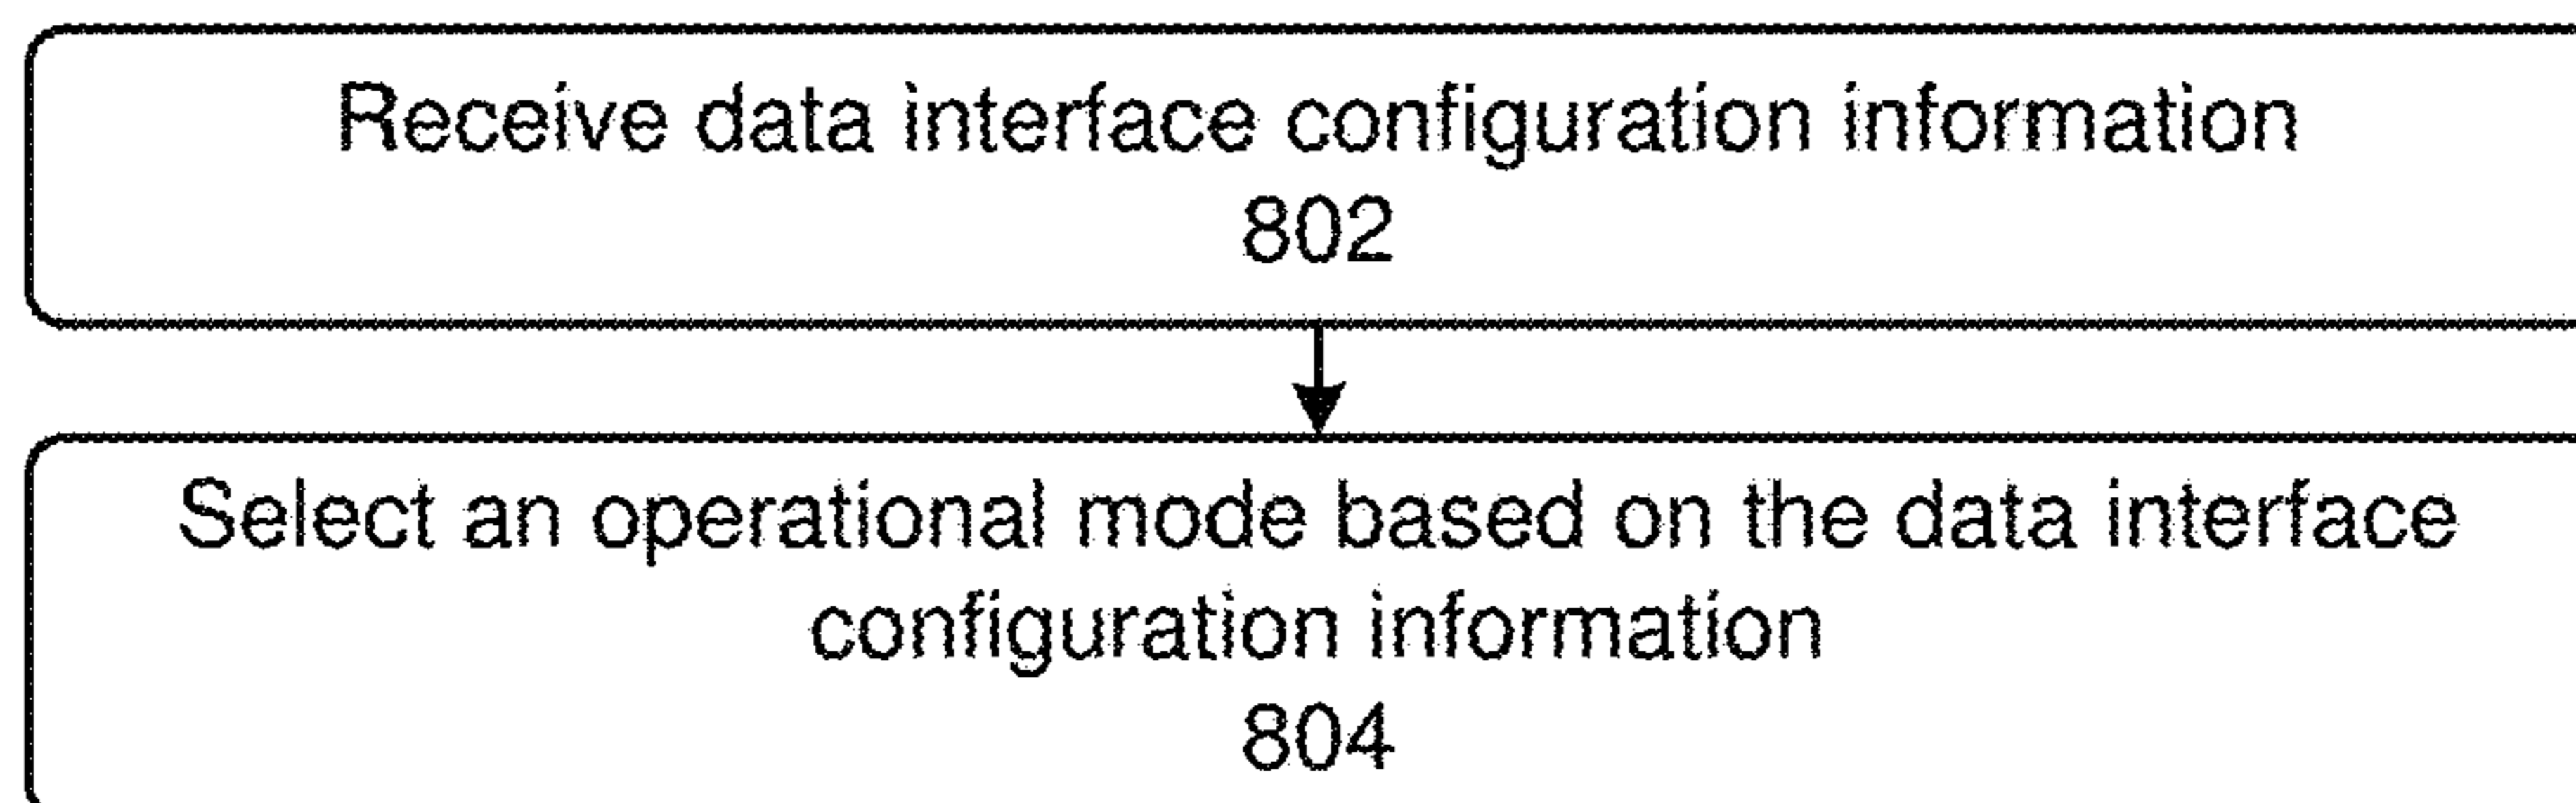 Receive data interface configuration information
802
Select an operational mode based on the data interface
configuration information
804